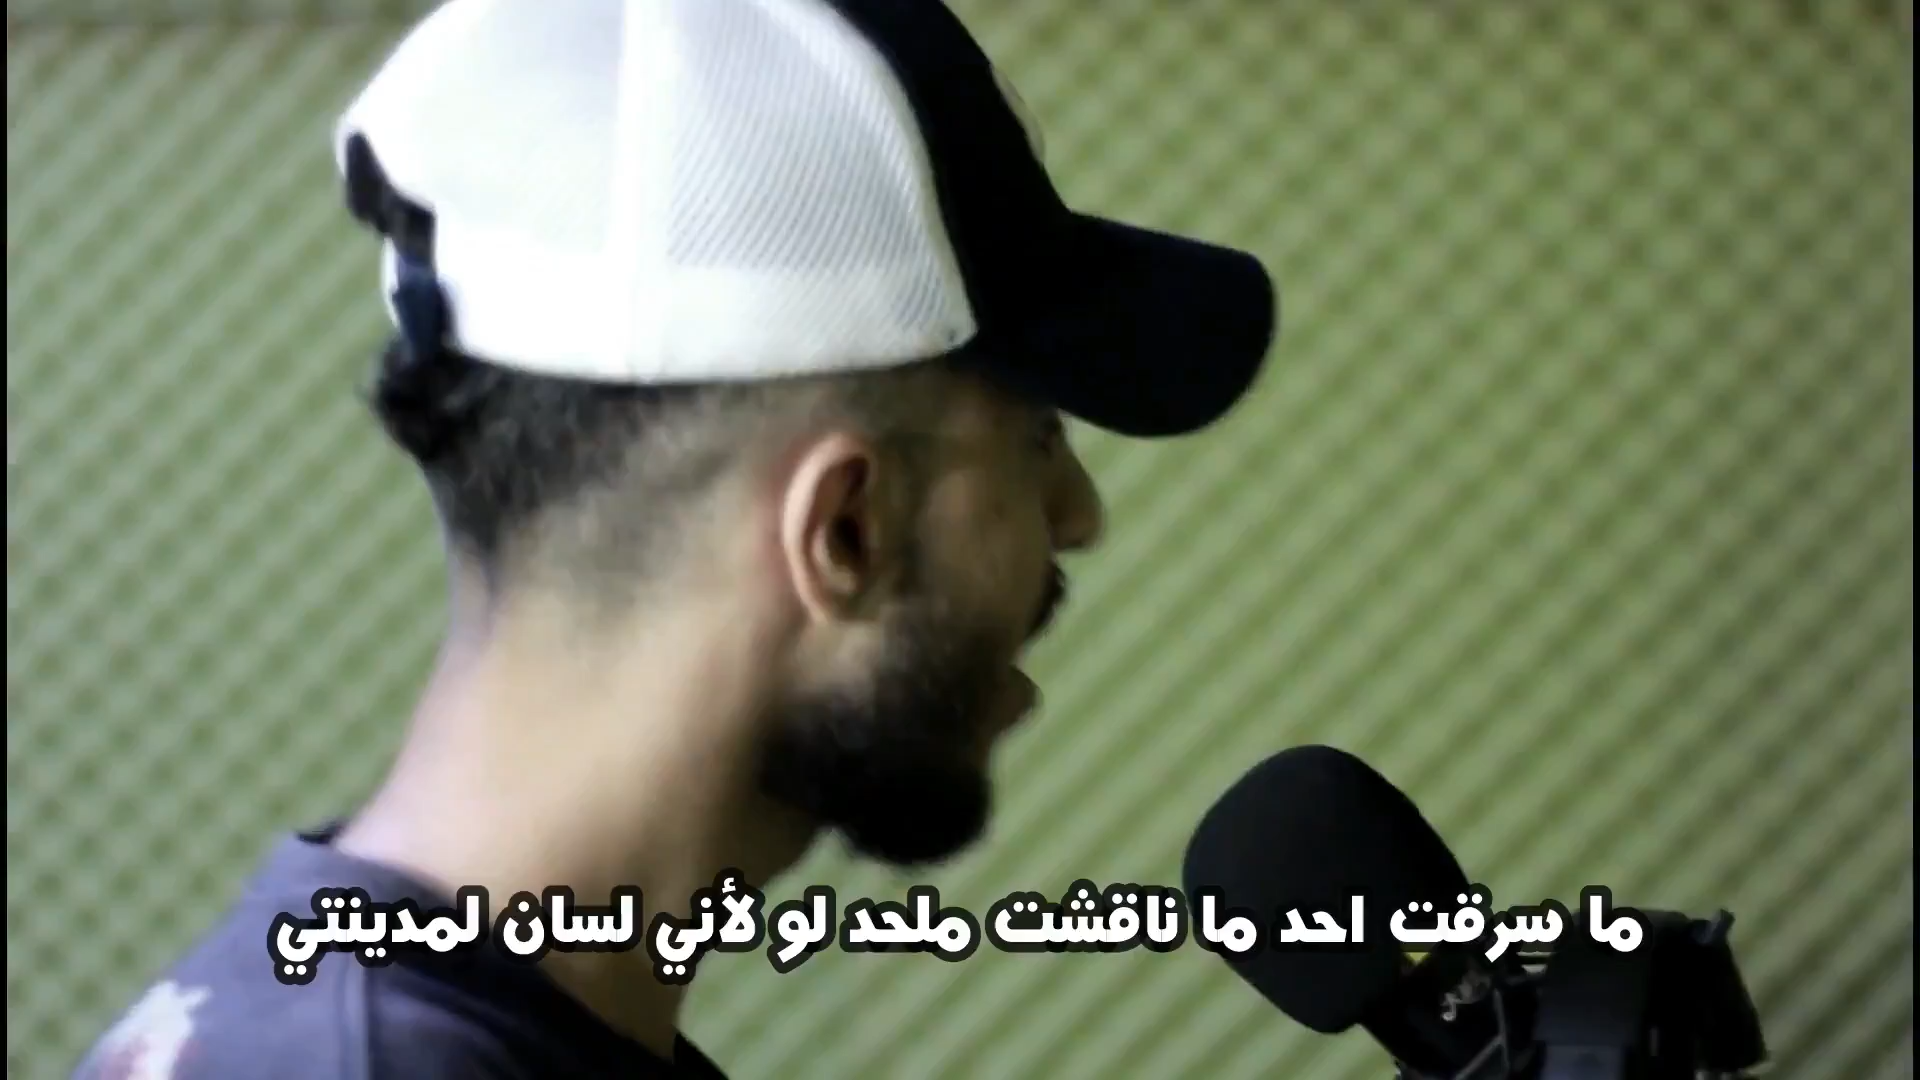 ما سرقت احد ما ناقشت ملحد لو لأني لسان لمدينتي